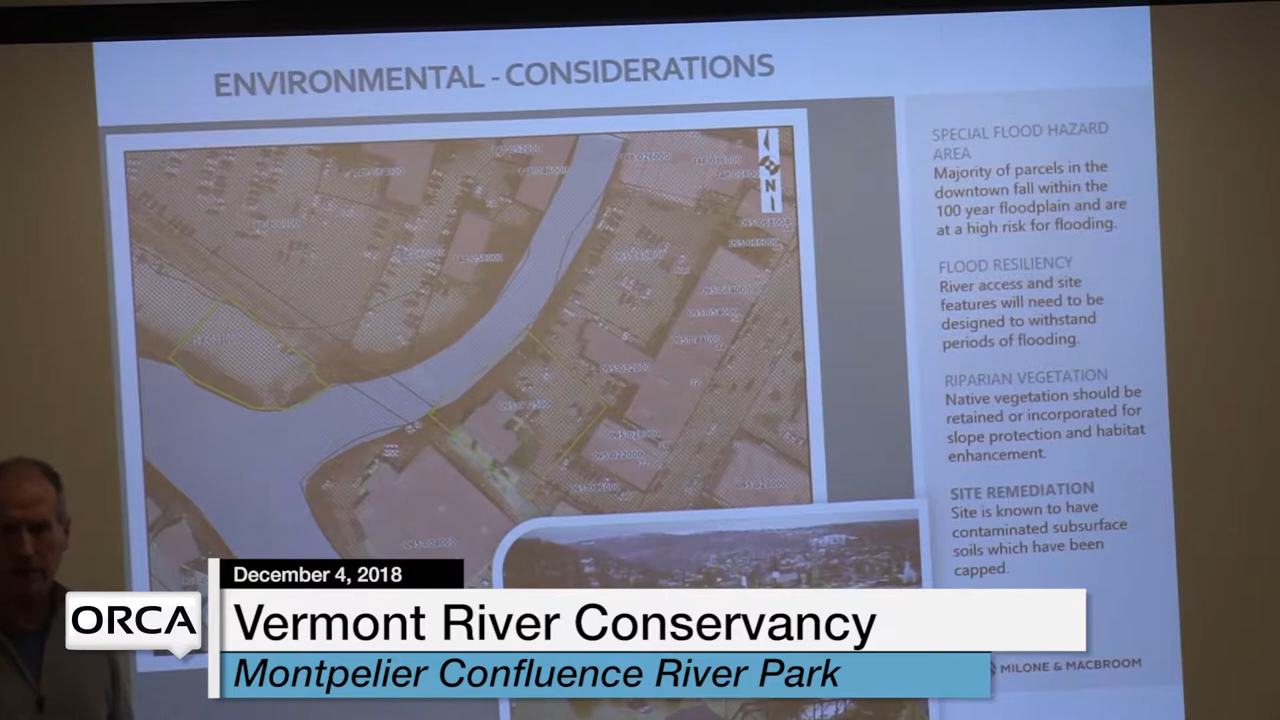 ENVIRONMENTAL - CONSIDERATIONS
SPECIAL FLOOD HAZARD
AREA
Majority of parcels in the
downtown fall within the
100 year floodplain and are
at a high risk for flooding.
FLOOD RESILIENCY
River access and site
features will need to be
designed to withstand
periods of flooding.
RIPARIAN VEGETATION
Native vegetation should be
retained or incorporated for
slope protection and habitat
enhancement.
SITE REMEDIATION
Site is known to have
contaminated subsurface
soils which have been
capped.
N
December 4, 2018
ORCA
Vermont River Conservancy
Montpelier Confluence River Park
MILONE & MACBROOM